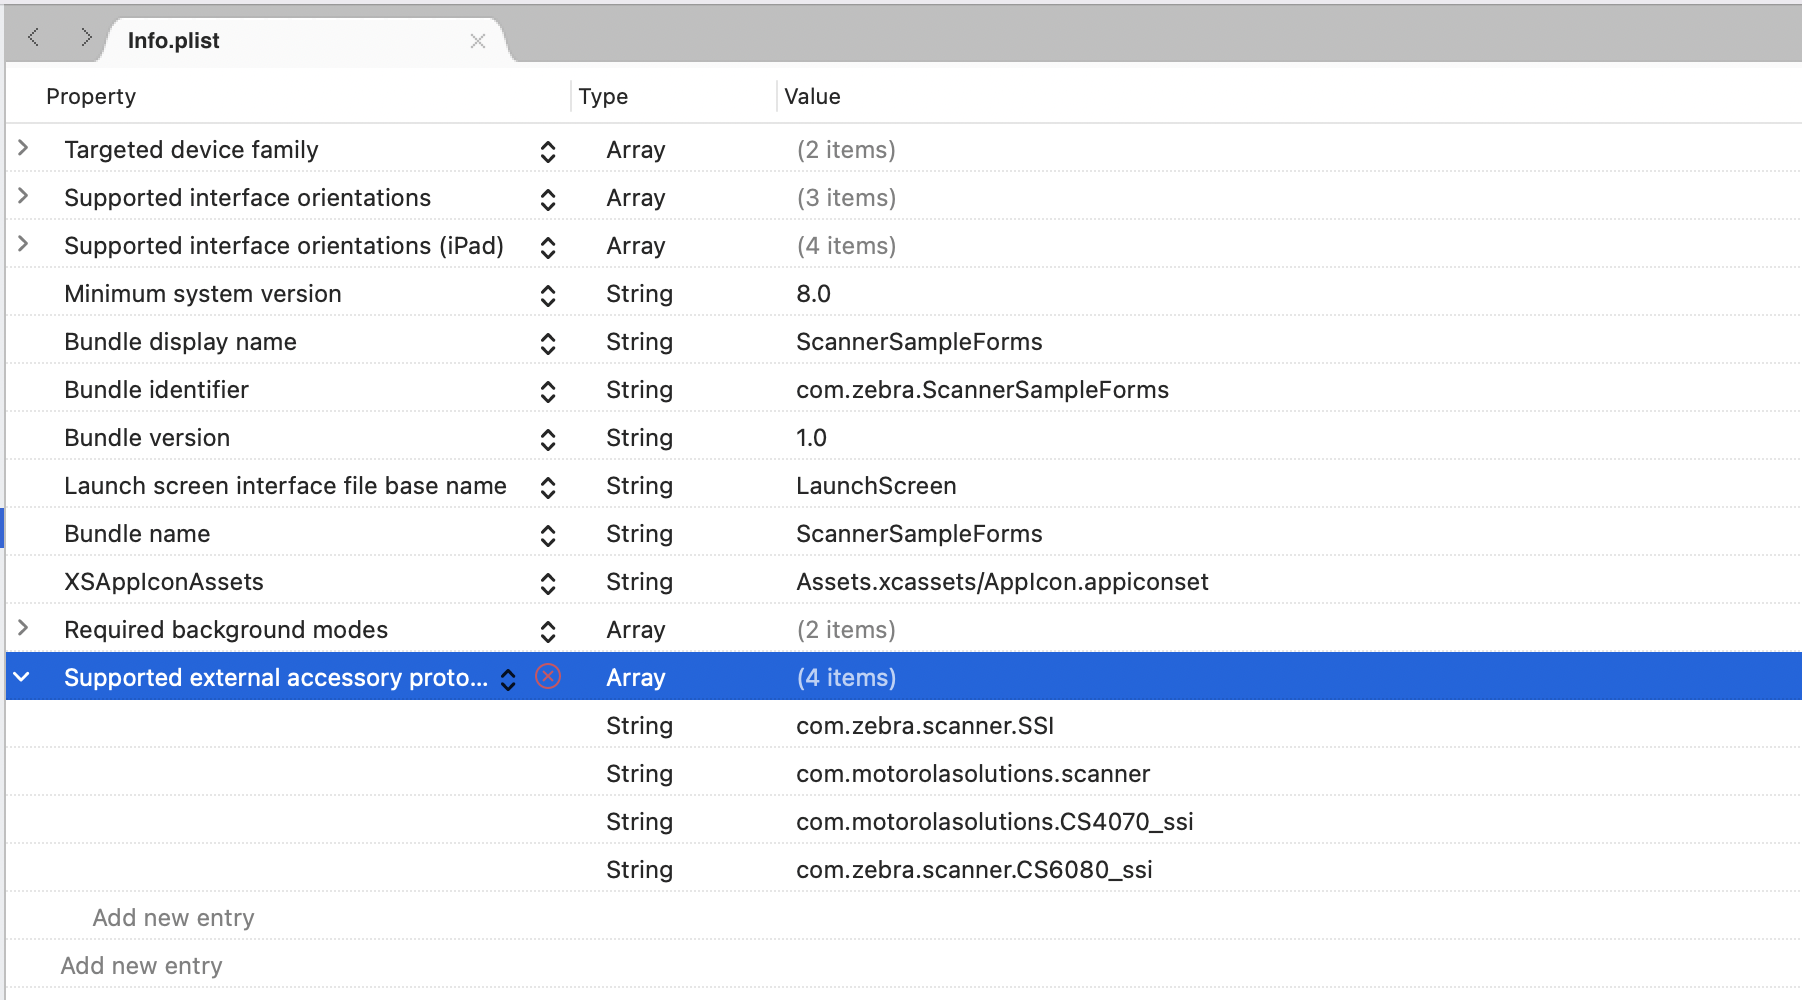 Info.plist
Property Type Value
Targeted device family Array (2 items)
Supported interface orientations Array (3 items)
Supported interface orientations (iPad) Array (4 items)
Minimum system version String 8.0
Bundle display name String ScannerSampleForms
Bundle identifier String com.zebra.ScannerSampleForms
Bundle version String 1.0
Launch screen interface file base name String LaunchScreen
Bundle name String ScannerSampleForms
XSAppIconAssets String Assets.xcassets/AppIcon.appiconset
Required background modes Array (2 items)
Supported external accessory proto... Array (4 items)
String com.zebra.scanner.SSI
String com.motorolasolutions.scanner
String com.motorolasolutions.CS4070_ssi
String com.zebra.scanner.CS6080_ssi
Add new entry
Add new entry